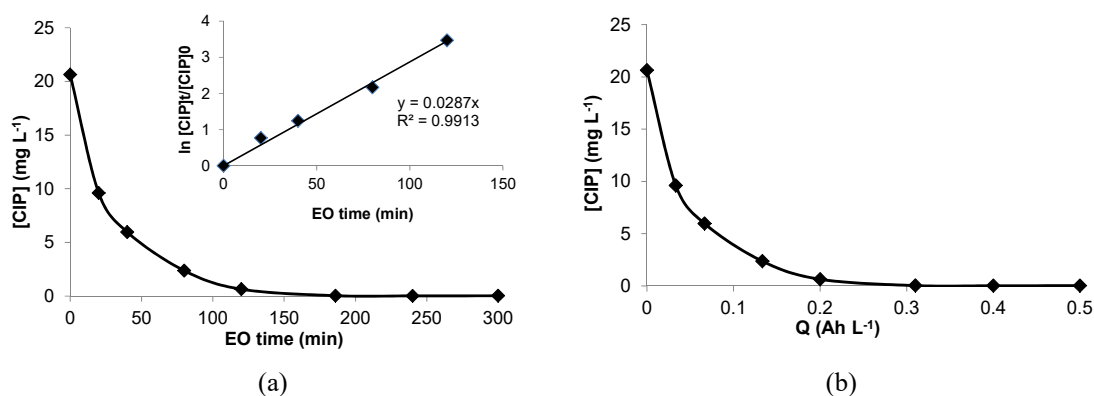 [CIP] (mg L-1)
25
20
15
10
5
0
0 50 100 150 200 250 300
EO time (min)
ln [CIP]t/[CIP]0
4
3
2
1
0
0 50 100 150
EO time (min)
y = 0.0287x
R² = 0.9913
(a)
[CIP] (mg L-1)
25
20
15
10
5
0
0 0.1 0.2 0.3 0.4 0.5
Q (Ah L-1)
(b)